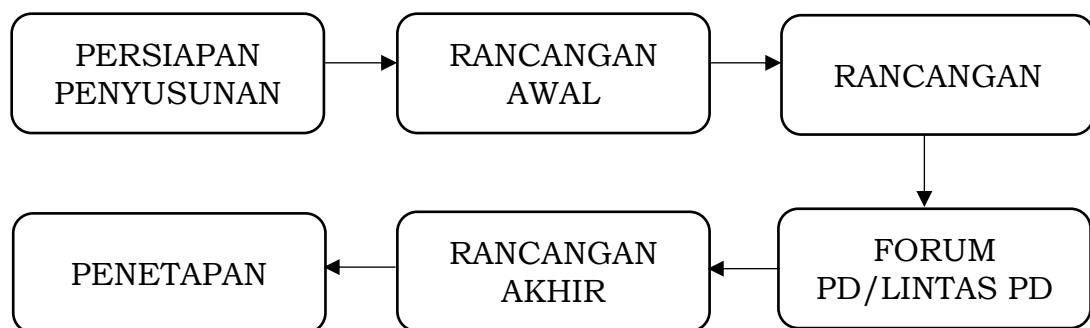 PERSIAPAN
PENYUSUNAN
RANCANGAN
AWAL
RANCANGAN
FORUM
PD/LINTAS PD
RANCANGAN
AKHIR
PENETAPAN